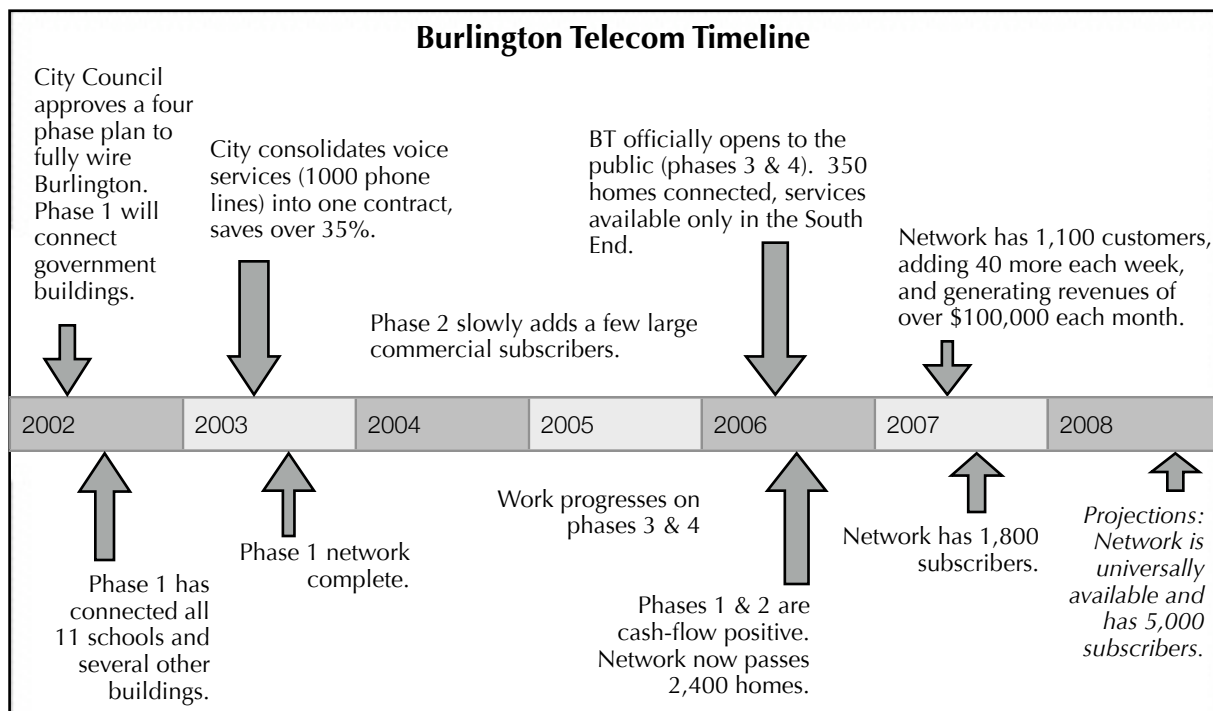 Burlington Telecom Timeline
City Council
approves a four
phase plan to
fully wire
Burlington.
Phase 1 will
connect
government
buildings.
City consolidates voice
services (1000 phone
lines) into one contract,
saves over 35%.
Phase 2 slowly adds a few large
commercial subscribers.
BT officially opens to the
public (phases 3 & 4).  350
homes connected, services
available only in the South
End.
Network has 1,100 customers,
adding 40 more each week,
and generating revenues of
over $100,000 each month.
2002 2003 2004 2005 2006 2007 2008
Phase 1 has
connected all
11 schools and
several other
buildings.
Phase 1 network
complete.
Work progresses on
phases 3 & 4
Phases 1 & 2 are
cash-flow positive.
Network now passes
2,400 homes.
Network has 1,800
subscribers.
Projections:
Network is
universally
available and
has 5,000
subscribers.